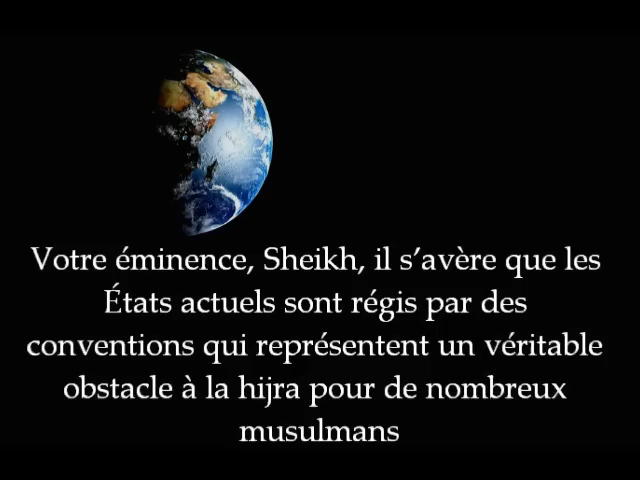 Votre éminence, Sheikh, il s’avère que les
États actuels sont régis par des
conventions qui représentent un véritable
obstacle à la hijra pour de nombreux
musulmans